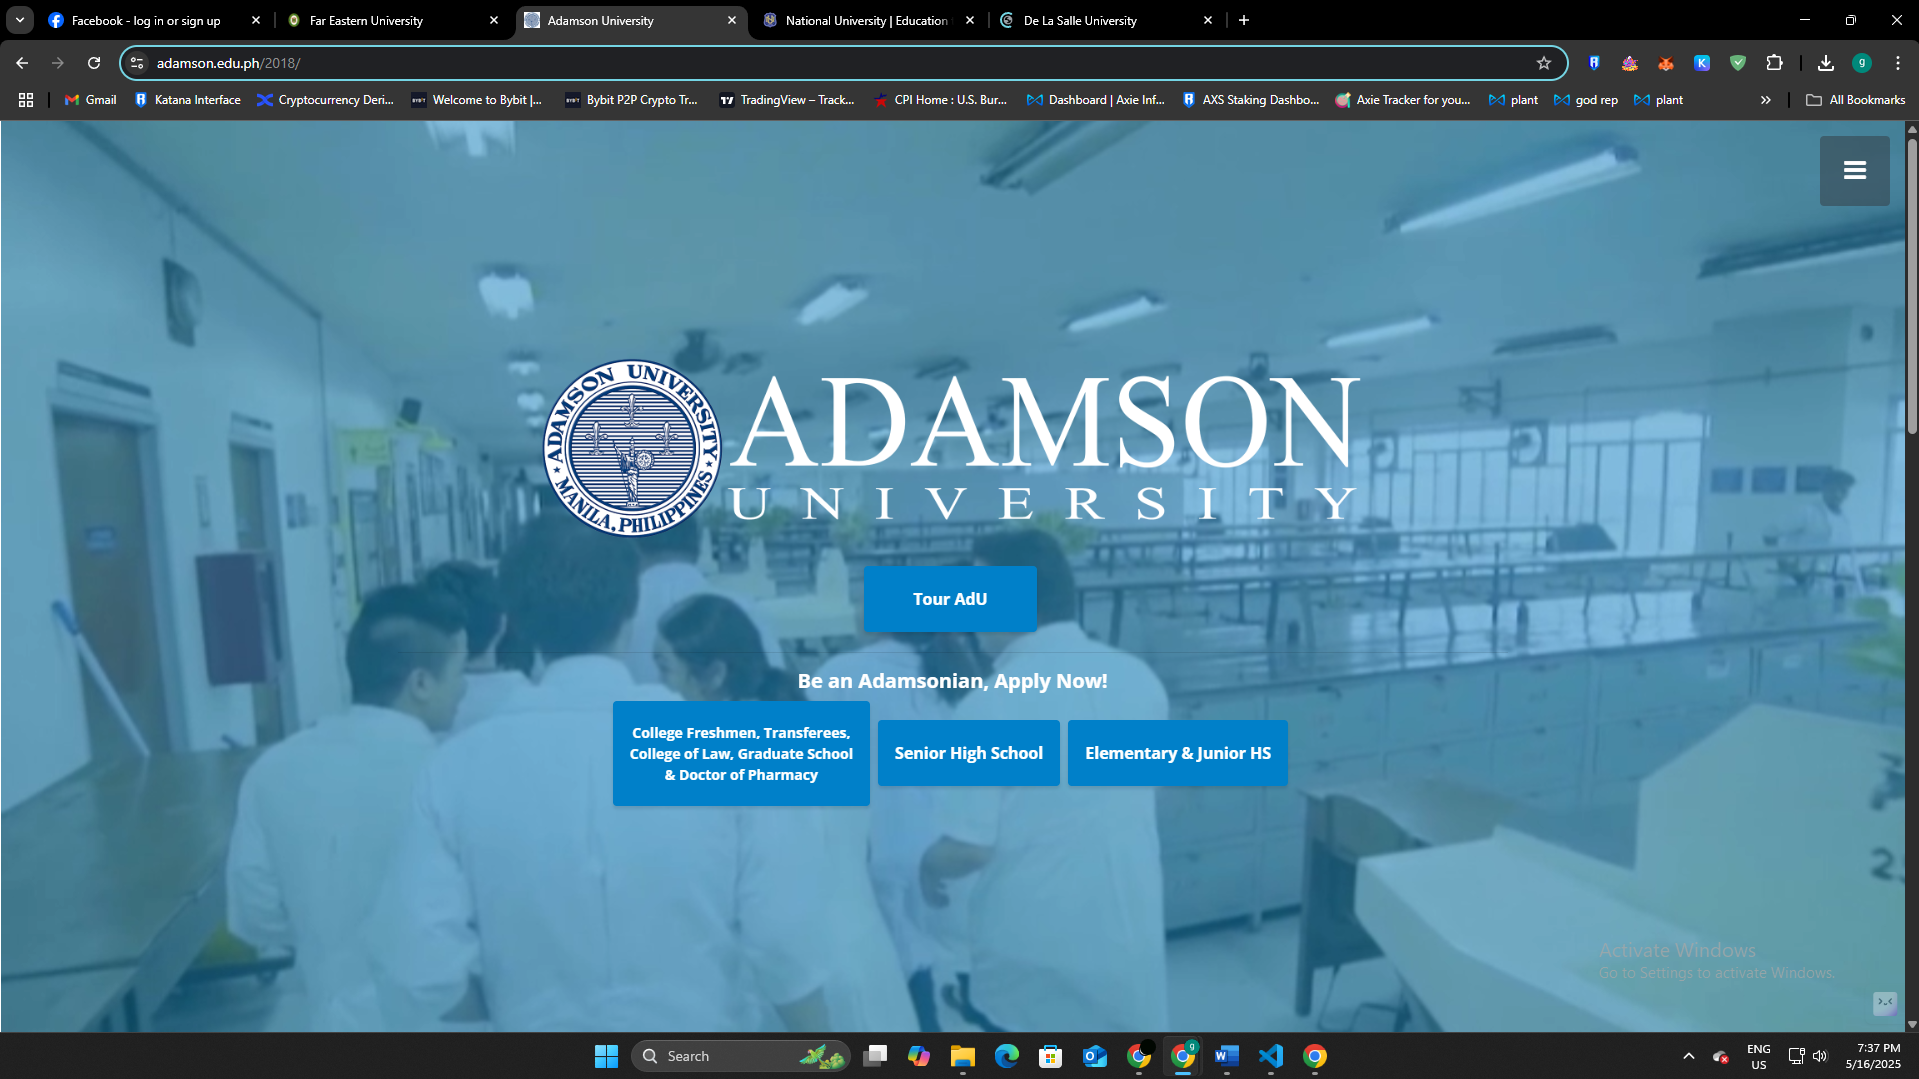 Facebook - log in or sign up
Far Eastern University
Adamson University
National University | Education
De La Salle University
adamson.edu.ph/2018/
Gmail
Katana Interface
Cryptocurrency Deri...
Welcome to Bybit |...
Bybit P2P Crypto Tr...
TradingView – Track...
CPI Home : U.S. Bur...
Dashboard | Axie Inf...
AXS Staking Dashbo...
Axie Tracker for you...
plant
god rep
plant
All Bookmarks
ADAMSON UNIVERSITY
MANILA, PHILIPPINES
ADAMSON
UNIVERSITY
Tour AdU
Be an Adamsonian, Apply Now!
College Freshmen, Transferees,
College of Law, Graduate School
& Doctor of Pharmacy
Senior High School
Elementary & Junior HS
Activate Windows
Go to Settings to activate Windows.
Search
ENG
US
7:37 PM
5/16/2025